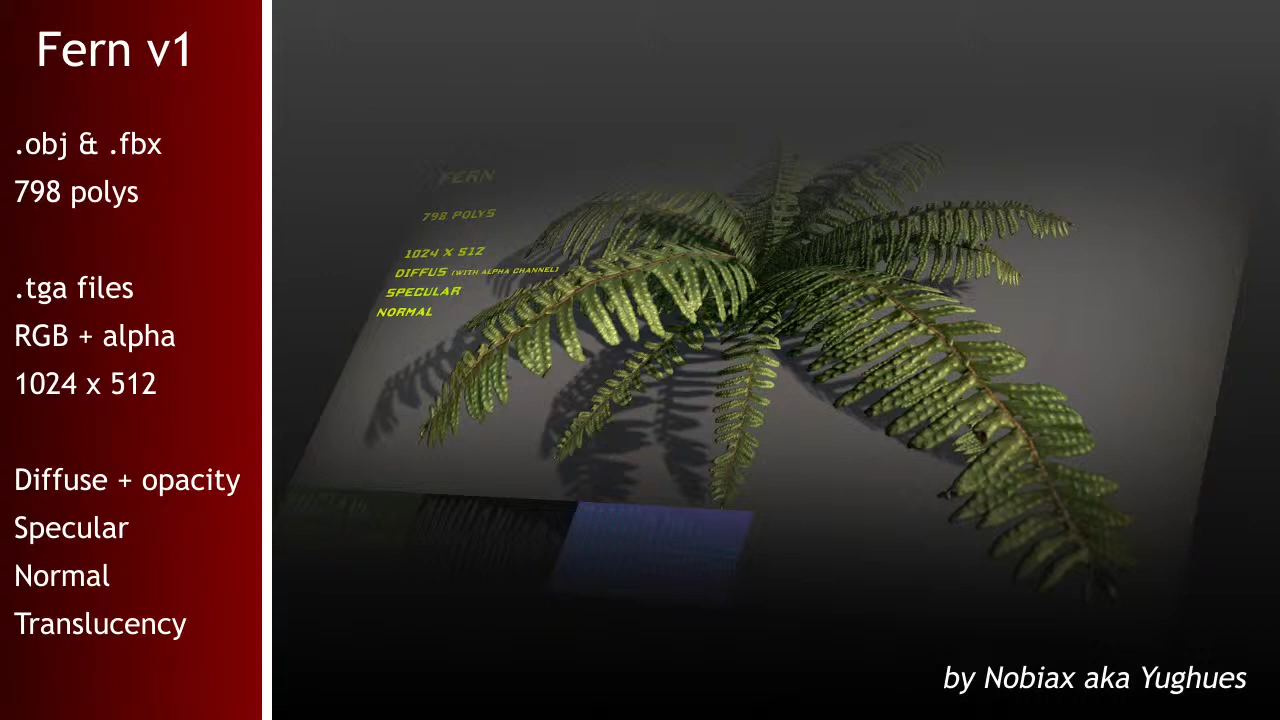 Fern v1
.obj & .fbx
798 polys
.tga files
RGB + alpha
1024 x 512
Diffuse + opacity
Specular
Normal
Translucency
FERN
798 POLYS
1024 X 512
DIFFUS (WITH ALPHA CHANNEL)
SPECULAR
NORMAL
by Nobiax aka Yughues